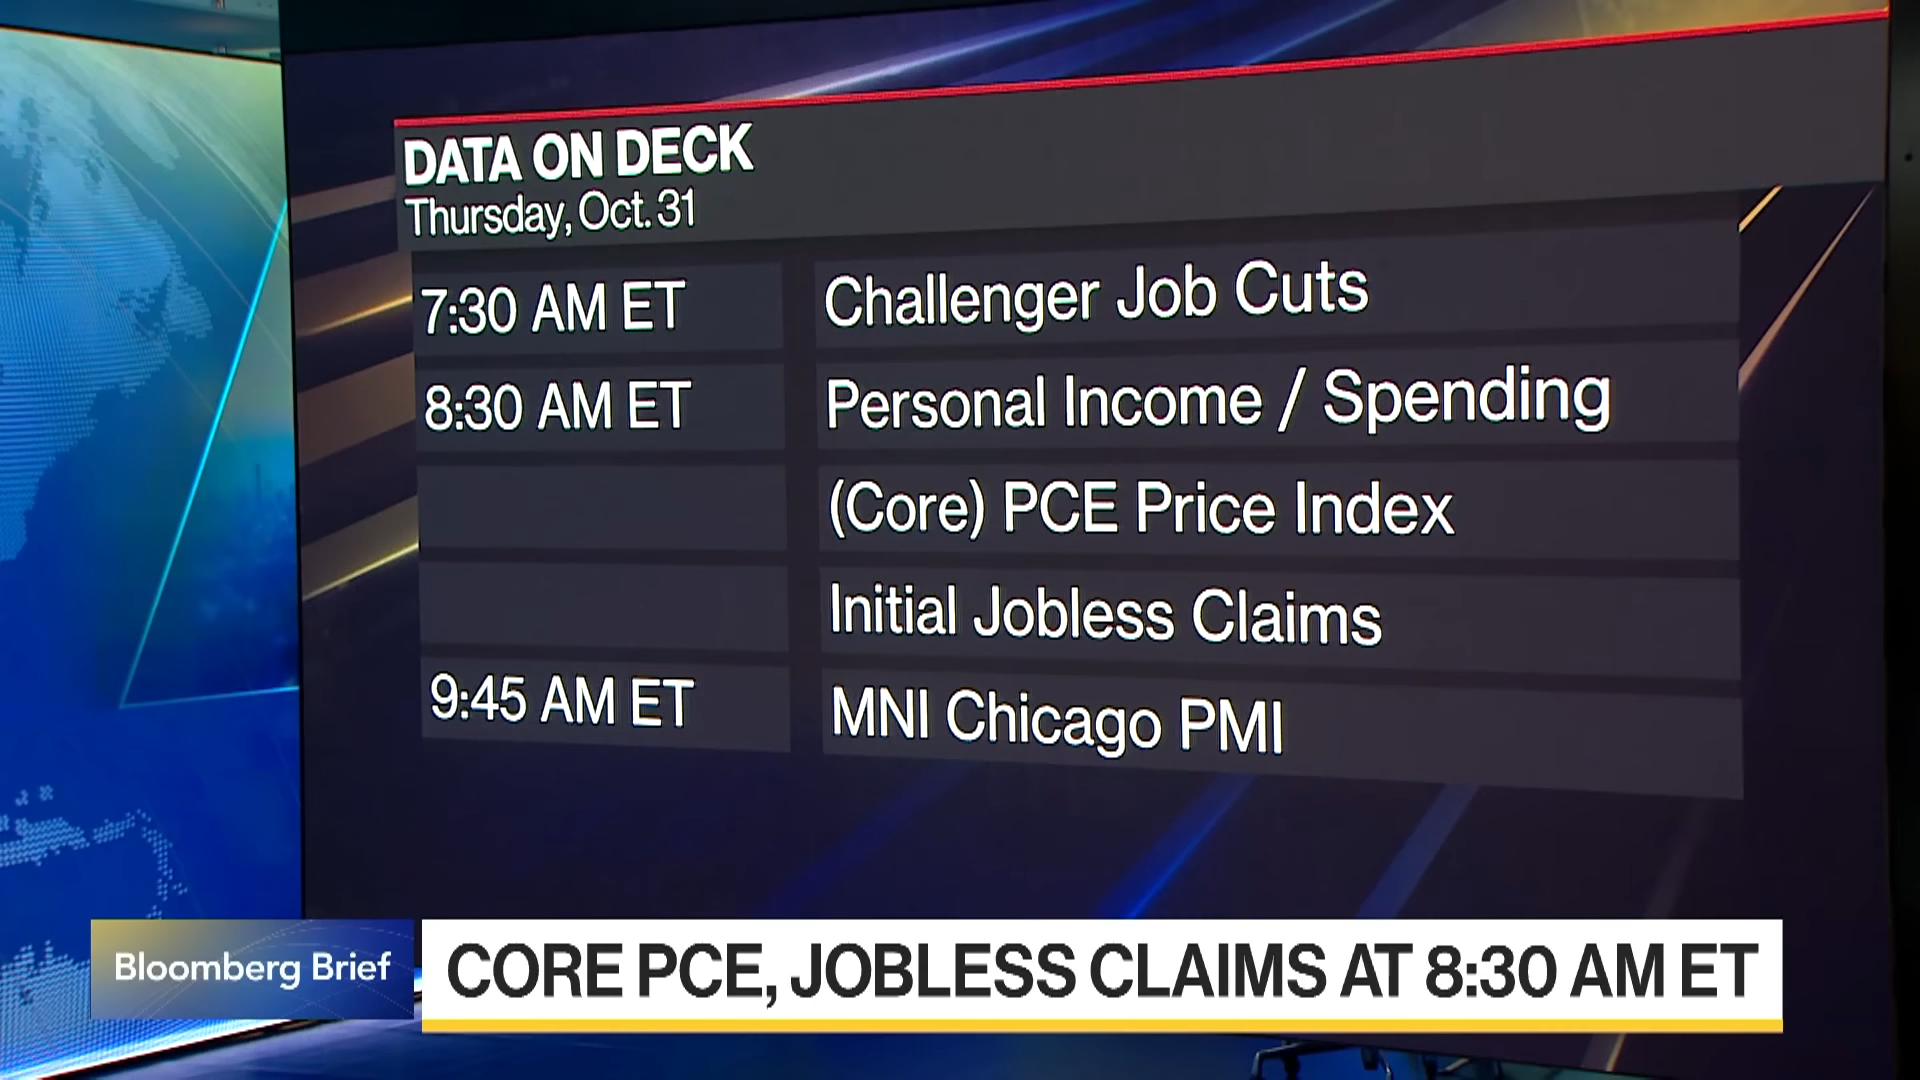 DATA ON DECK
Thursday, Oct. 31
7:30 AM ET Challenger Job Cuts
8:30 AM ET Personal Income / Spending
(Core) PCE Price Index
Initial Jobless Claims
9:45 AM ET MNI Chicago PMI
Bloomberg Brief
CORE PCE, JOBLESS CLAIMS AT 8:30 AM ET